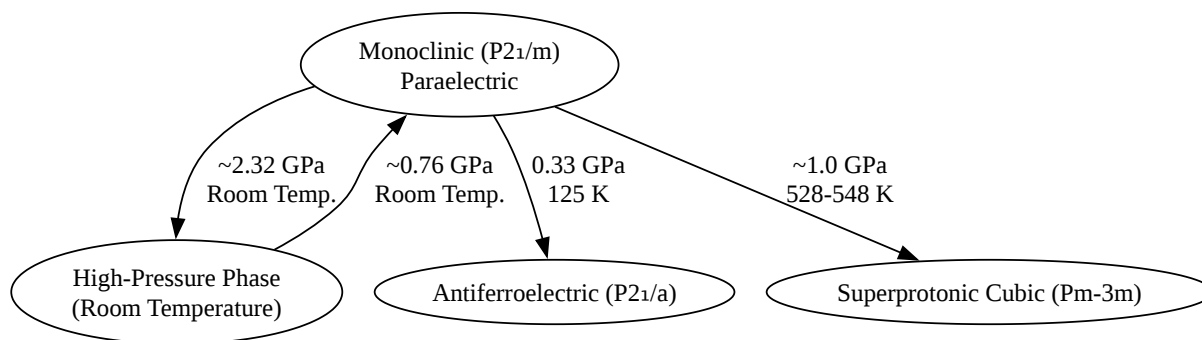 Monoclinic (P2₁/m)
Paraelectric
~2.32 GPa
Room Temp.
~0.76 GPa
Room Temp.
0.33 GPa
125 K
~1.0 GPa
528-548 K
High-Pressure Phase
(Room Temperature)
Antiferroelectric (P2₁/a)
Superprotonic Cubic (Pm-3m)